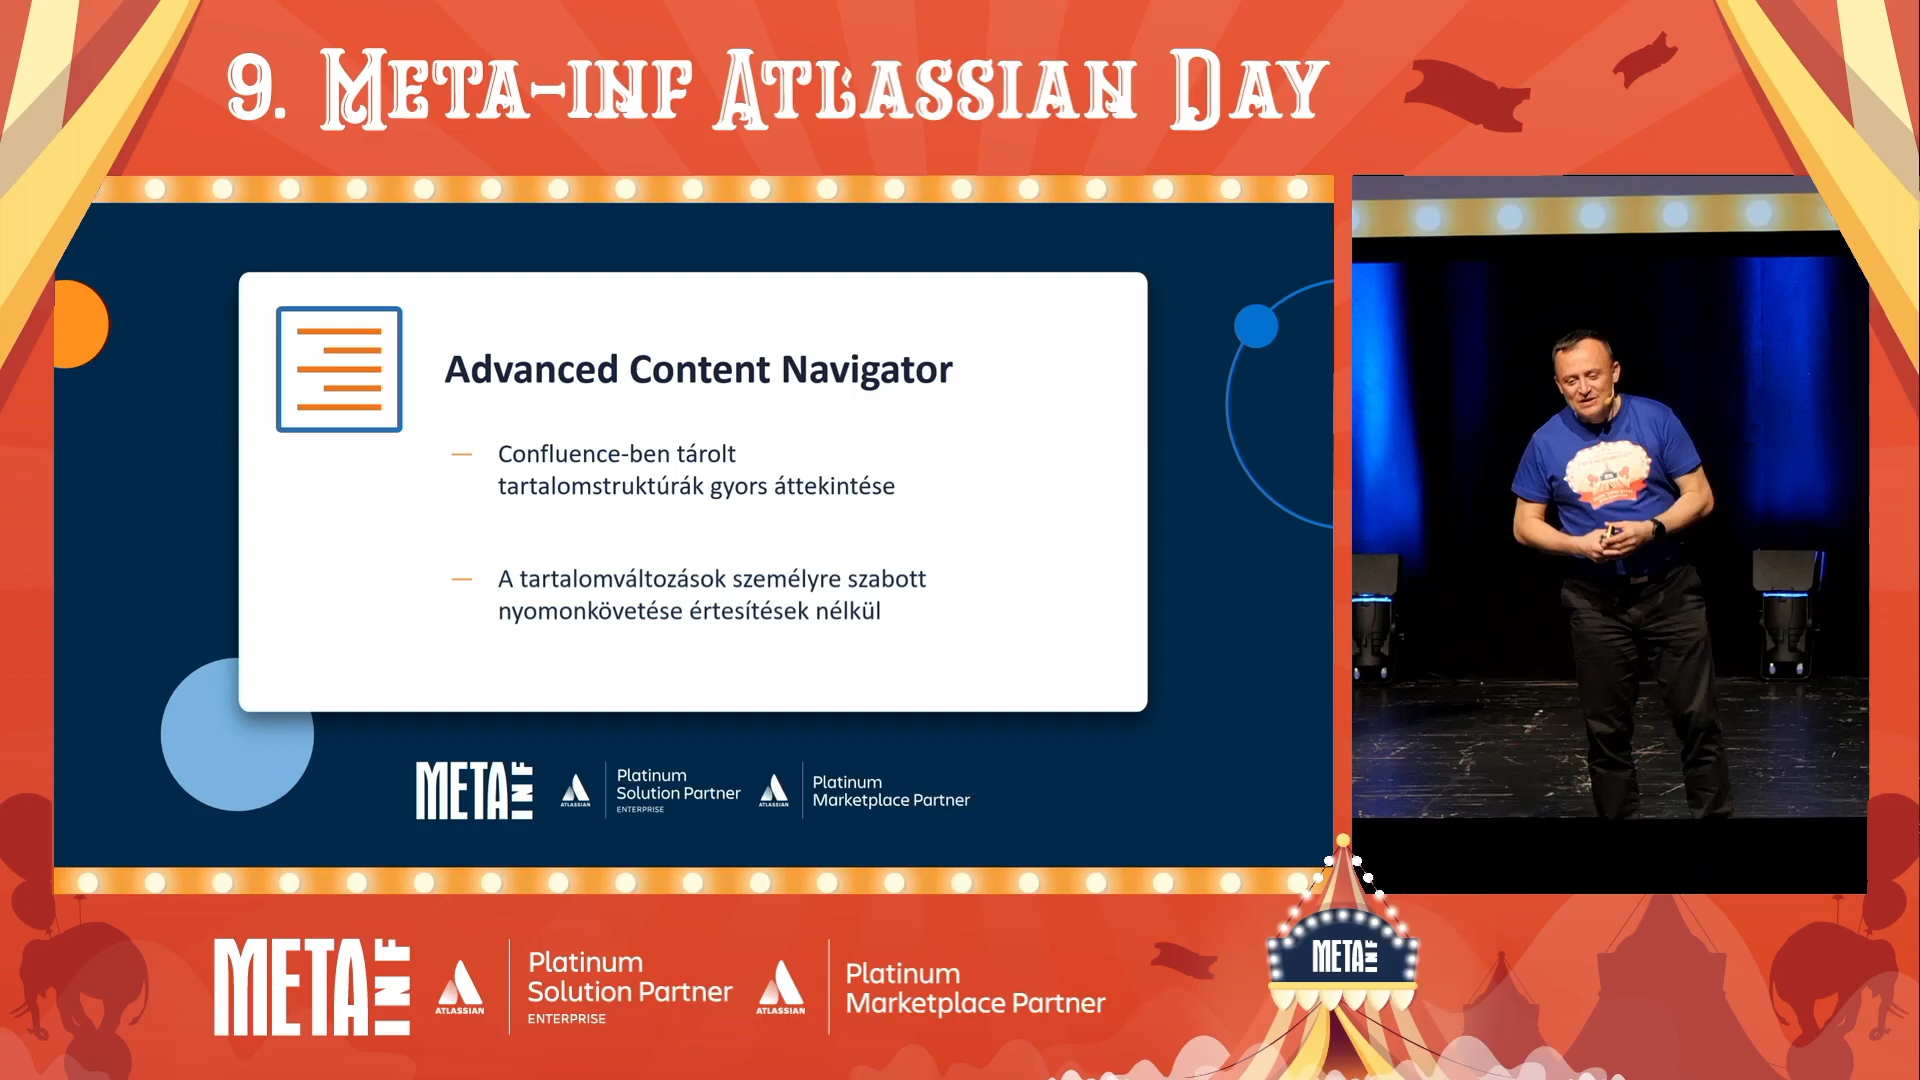 9. META-INF ATLASSIAN DAY
Advanced Content Navigator
— Confluence-ben tárolt
tartalomstruktúrák gyors áttekintése
— A tartalomváltozások személyre szabott
nyomonkövetése értesítések nélkül
META INF
ATLASSIAN
Platinum
Solution Partner
ENTERPRISE
ATLASSIAN
Platinum
Marketplace Partner
META INF
ATLASSIAN
Platinum
Solution Partner
ENTERPRISE
ATLASSIAN
Platinum
Marketplace Partner
META INF